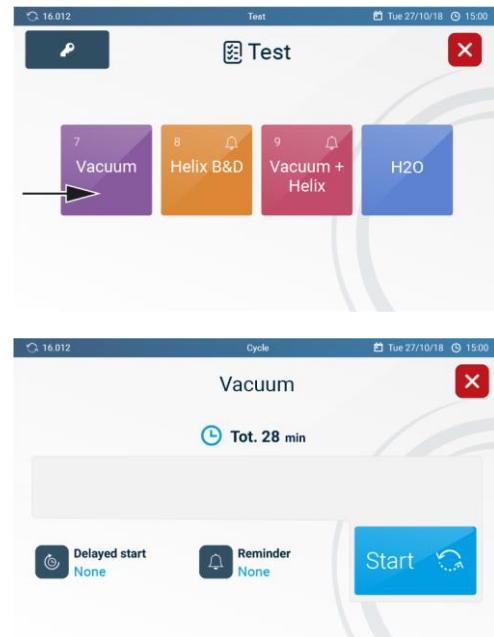 16.012 Test Tue 27/10/18 15:00
Test
7 8 9
Vacuum Helix B&D Vacuum + Helix H2O
16.012 Cycle Tue 27/10/18 15:00
Vacuum
Tot. 28 min
Delayed start Reminder
None None
Start